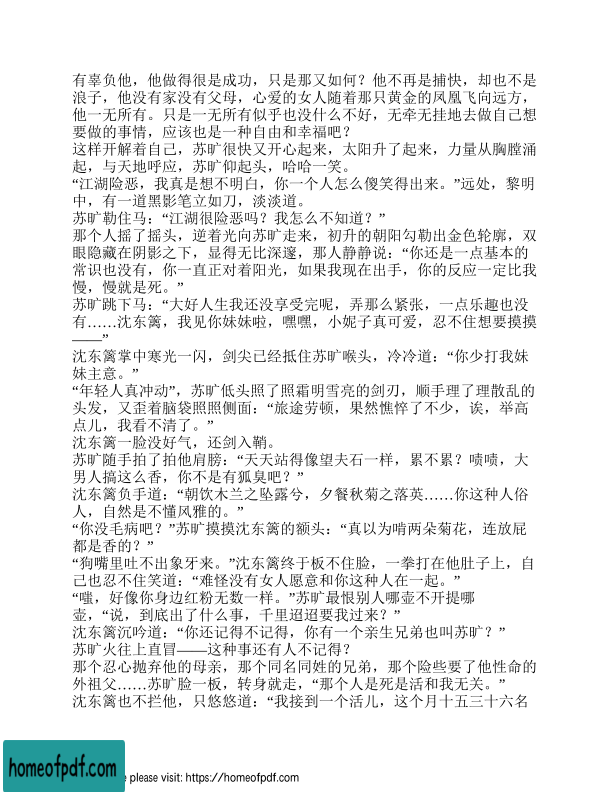 有辜负他，他做得很是成功，只是那又如何？他不再是捕快，却也不是
浪子，他没有家没有父母，心爱的女人随着那只黄金的凤凰飞向远方，
他一无所有。只是一无所有似乎也没什么不好，无牵无挂地去做自己想
要做的事情，应该也是一种自由和幸福吧？
这样开解着自己，苏旷很快又开心起来，太阳升了起来，力量从胸膛涌
起，与天地呼应，苏旷仰起头，哈哈一笑。
“江湖险恶，我真是想不明白，你一个人怎么傻笑得出来。”远处，黎明
中，有一道黑影笔立如刀，淡淡道。
苏旷勒住马：“江湖很险恶吗？我怎么不知道？”
那个人摇了摇头，逆着光向苏旷走来，初升的朝阳勾勒出金色轮廓，双
眼隐藏在阴影之下，显得无比深邃，那人静静说：“你还是一点基本的
常识也没有，你一直正对着阳光，如果我现在出手，你的反应一定比我
慢，慢就是死。”
苏旷跳下马：“大好人生我还没享受完呢，弄那么紧张，一点乐趣也没
有……沈东篱，我见你妹妹啦，嘿嘿，小妮子真可爱，忍不住想要摸摸
——”
沈东篱掌中寒光一闪，剑尖已经抵住苏旷喉头，冷冷道：“你少打我妹
妹主意。”
“年轻人真冲动”，苏旷低头照了照霜明雪亮的剑刃，顺手理了理散乱的
头发，又歪着脑袋照照侧面：“旅途劳顿，果然憔悴了不少，诶，举高
点儿，我看不清了。”
沈东篱一脸没好气，还剑入鞘。
苏旷随手拍了拍他肩膀：“天天站得像望夫石一样，累不累？啧啧，大
男人搞这么香，你不是有狐臭吧？”
沈东篱负手道：“朝饮木兰之坠露兮，夕餐秋菊之落英……你这种人俗
人，自然是不懂风雅的。”
“你没毛病吧？”苏旷摸摸沈东篱的额头：“真以为啃两朵菊花，连放屁
都是香的？”
“狗嘴里吐不出象牙来。”沈东篱终于板不住脸，一拳打在他肚子上，自
己也忍不住笑道：“难怪没有女人愿意和你这种人在一起。”
“嗤，好像你身边红粉无数一样。”苏旷最恨别人哪壶不开提哪
壶，“说，到底出了什么事，千里迢迢要我过来？”
沈东篱沉吟道：“你还记得不记得，你有一个亲生兄弟也叫苏旷？”
苏旷火往上直冒——这种事还有人不记得？
那个忍心抛弃他的母亲，那个同名同姓的兄弟，那个险些要了他性命的
外祖父……苏旷脸一板，转身就走，“那个人是死是活和我无关。”
沈东篱也不拦他，只悠悠道：“我接到一个活儿，这个月十五三十六名
homeofpdf.com
e please visit: https://homeofpdf.com